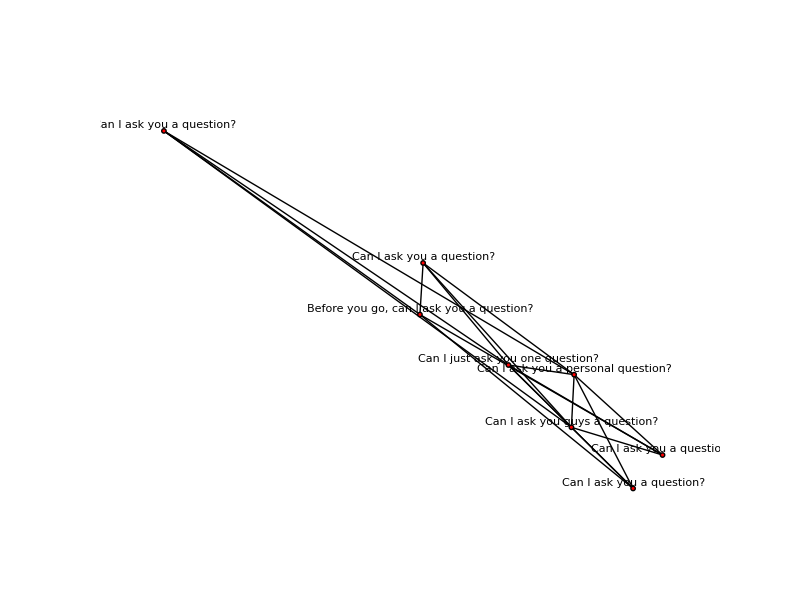 an I ask you a question?
Can I ask you a question?
Before you go, can I ask you a question?
Can I just ask you one question?
Can I ask you a personal question?
Can I ask you guys a question?
Can I ask you a questio
Can I ask you a question?